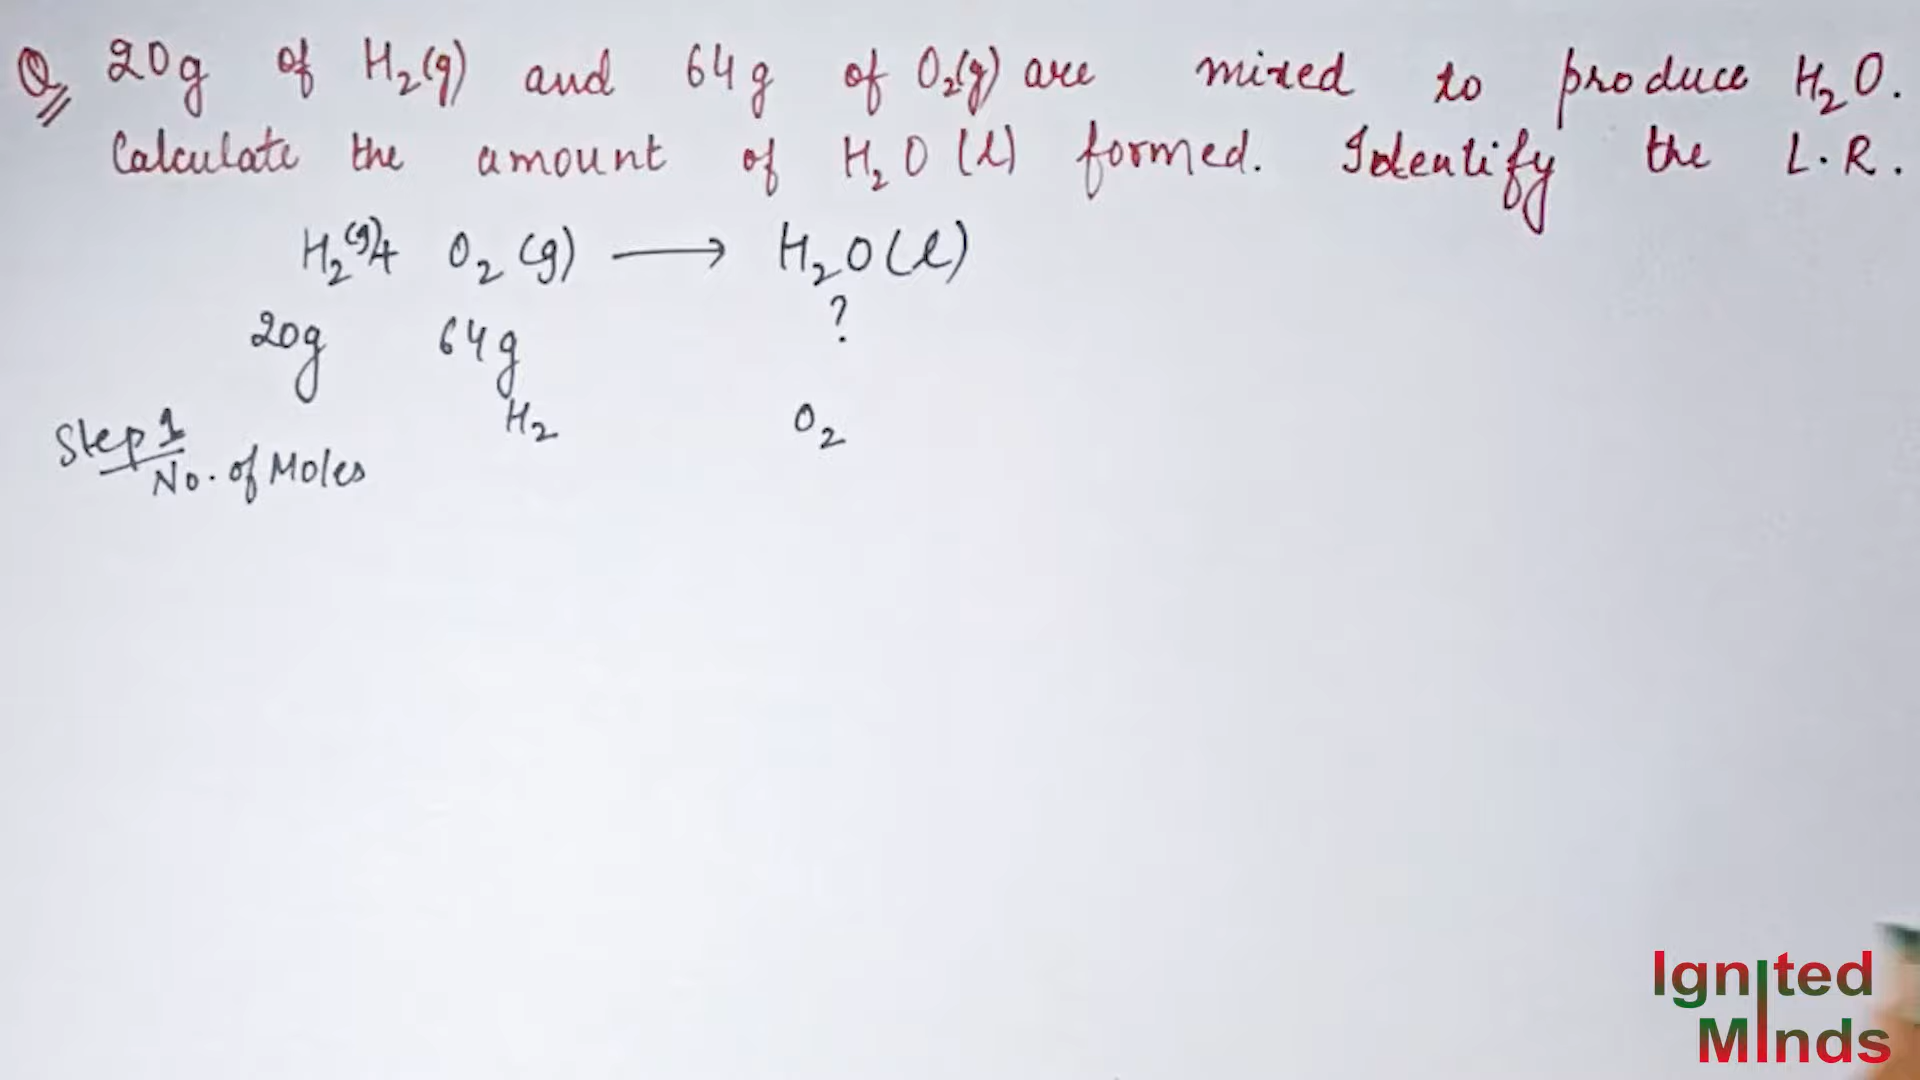 Q 20g of H₂(g) and 64g of O₂(g) are mixed to produce H₂O.
Calculate the amount of H₂O (l) formed. Identify the L.R.
H₂(g) + O₂(g) ⟶ H₂O(l)
20g 64g ?
H₂ O₂
Step 1
No. of Moles
Ignited
Minds